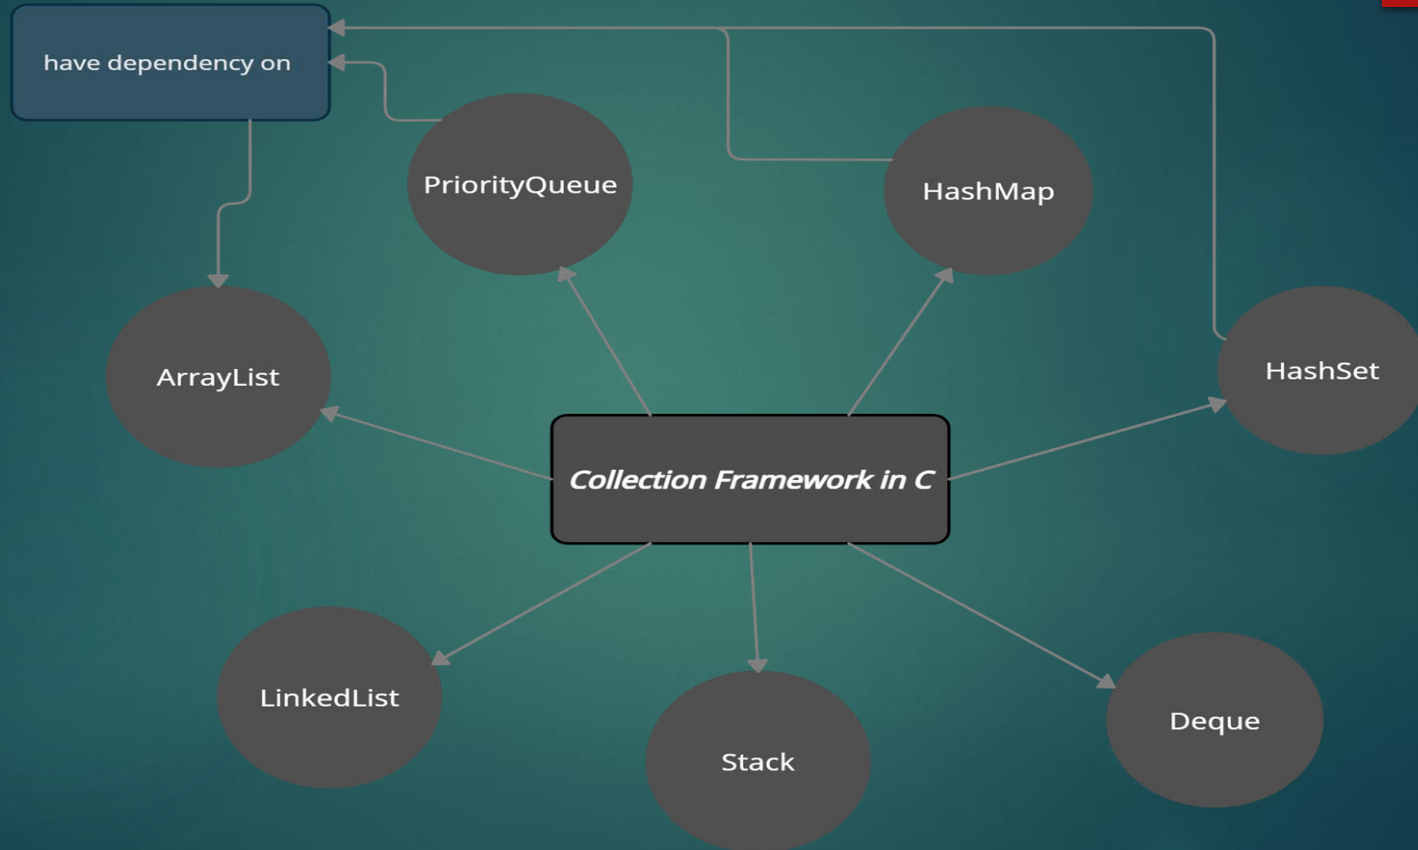 have dependency on
PriorityQueue
HashMap
ArrayList
HashSet
Collection Framework in C
LinkedList
Stack
Deque